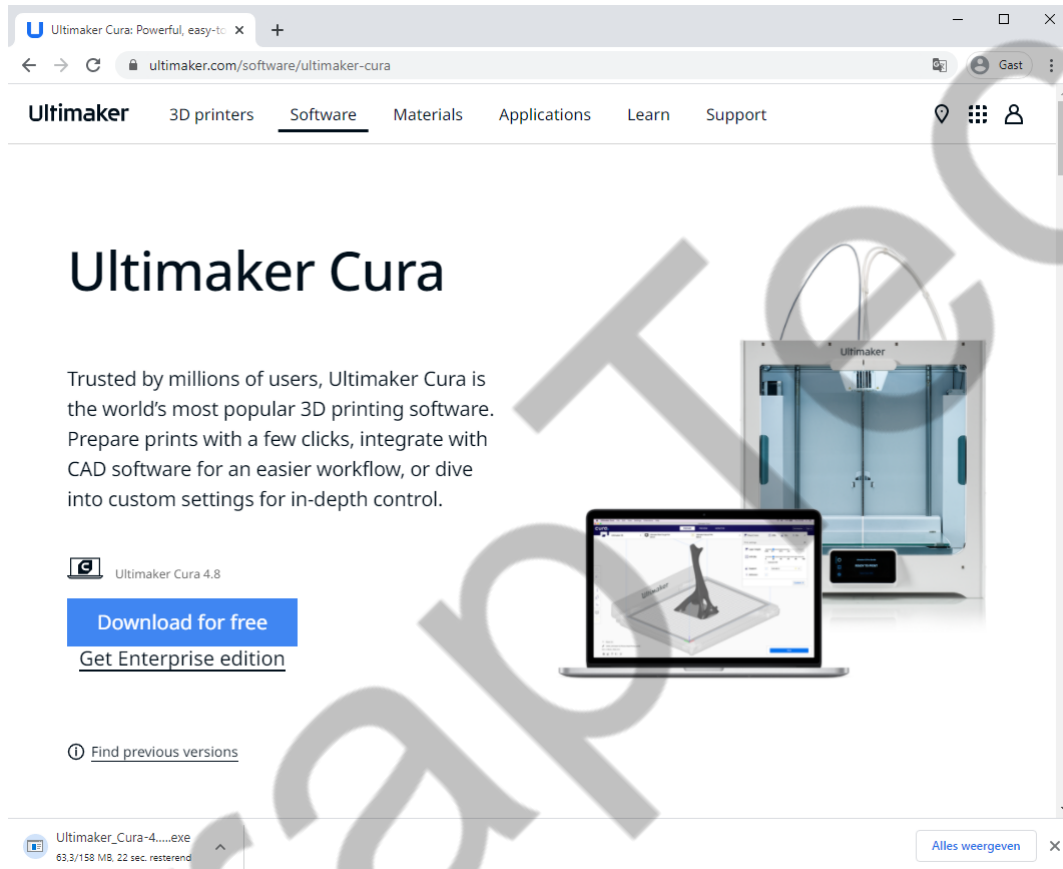 Ultimaker Cura: Powerful, easy-to
ultimaker.com/software/ultimaker-cura
Gast
Ultimaker 3D printers Software Materials Applications Learn Support
Ultimaker Cura
Ultimaker
Trusted by millions of users, Ultimaker Cura is
the world's most popular 3D printing software.
Prepare prints with a few clicks, integrate with
CAD software for an easier workflow, or dive
into custom settings for in-depth control.
Ultimaker Cura 4.8
Download for free
Get Enterprise edition
Find previous versions
Ultimaker_Cura-4.....exe
63,3/158 MB, 22 sec. resterend
Alles weergeven